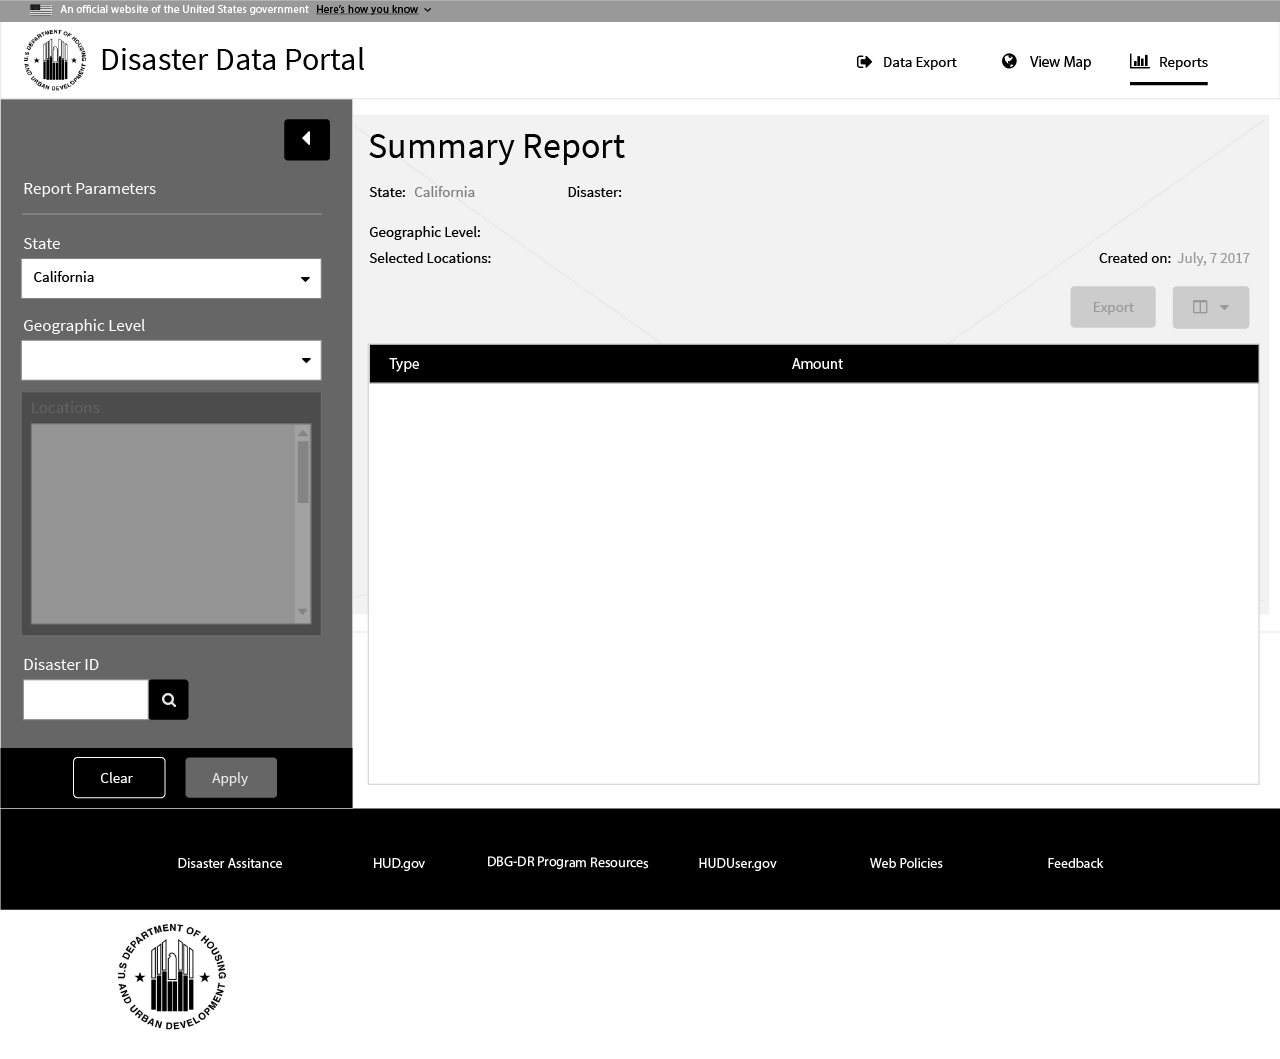 An official website of the United States government Here's how you know
U.S DEPARTMENT OF HOUSING AND URBAN DEVELOPMENT
Disaster Data Portal
Data Export
View Map
Reports
Report Parameters
State
California
Geographic Level
Locations
Disaster ID
Clear
Apply
Summary Report
State: California
Disaster:
Geographic Level:
Selected Locations:
Created on: July, 7 2017
Export
Type
Amount
Disaster Assitance
HUD.gov
DBG-DR Program Resources
HUDUser.gov
Web Policies
Feedback
U.S DEPARTMENT OF HOUSING AND URBAN DEVELOPMENT